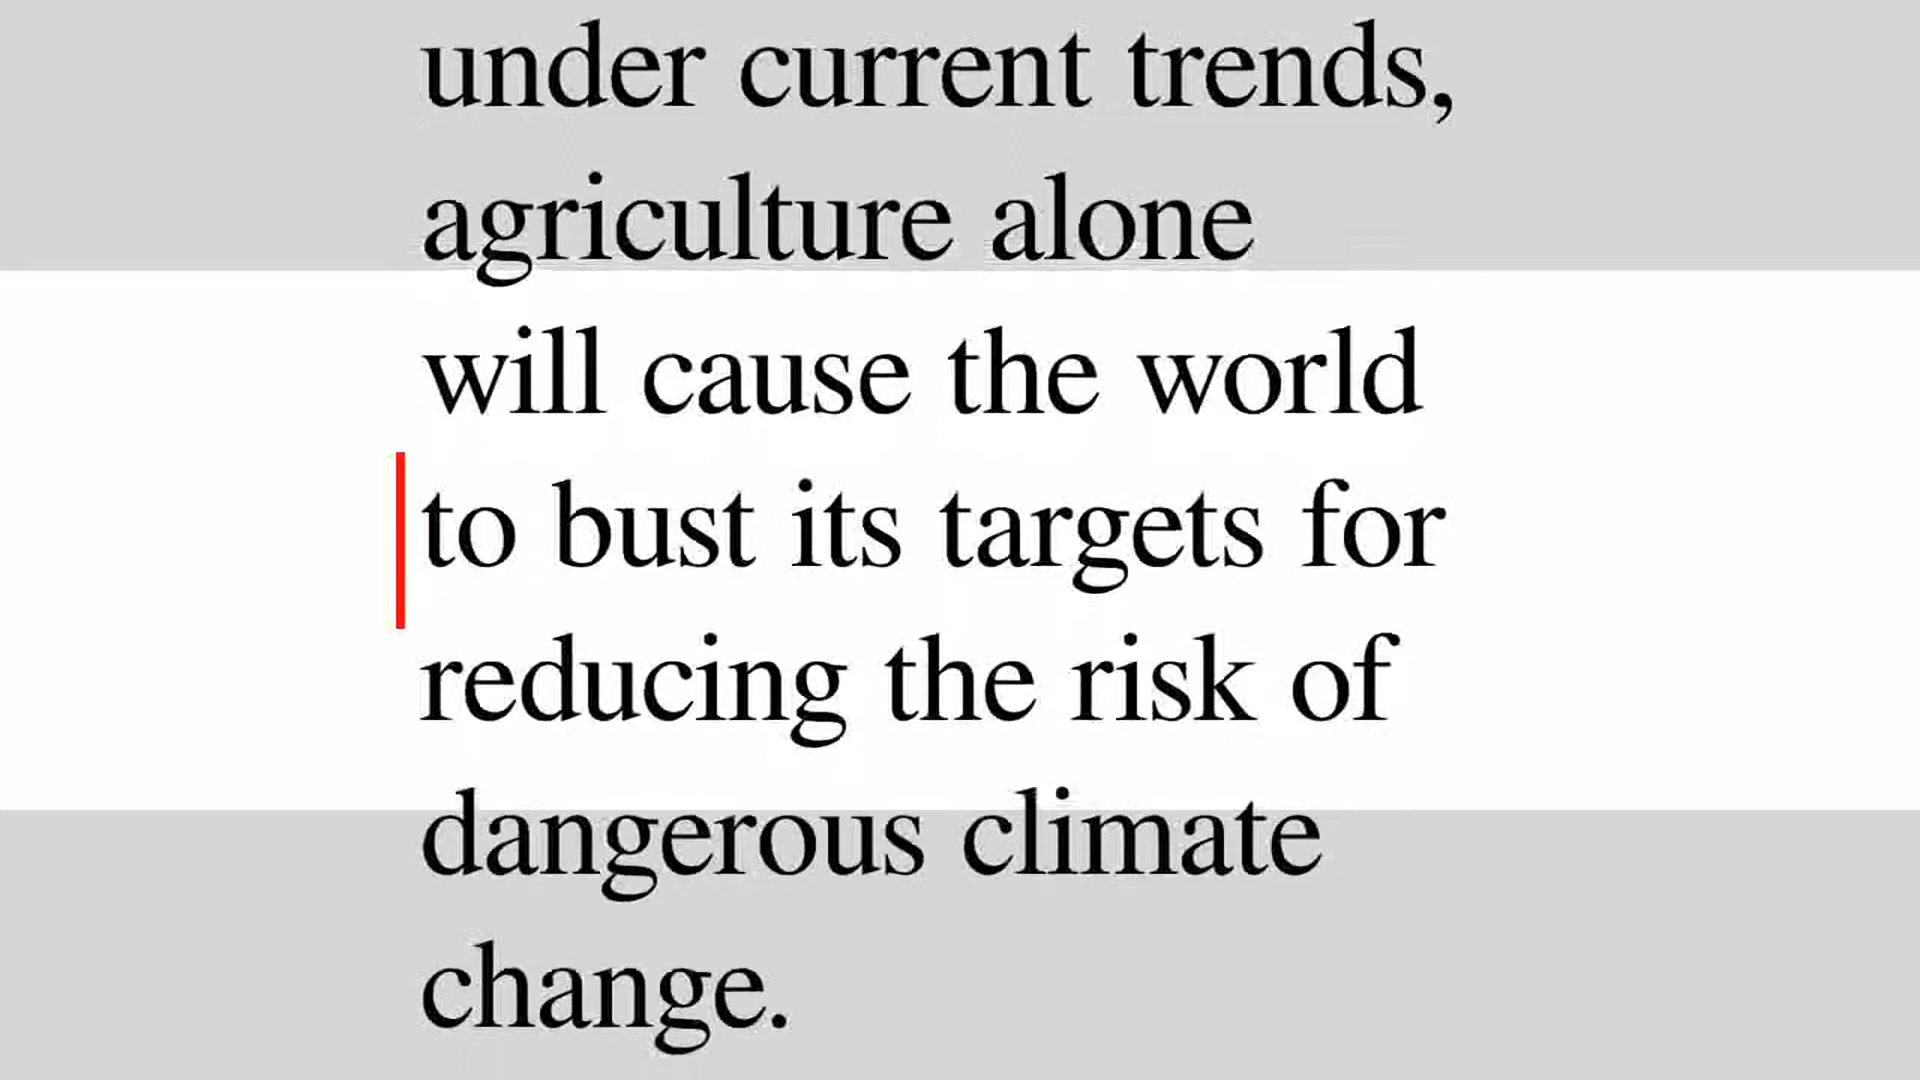 under current trends,
agriculture alone
will cause the world
to bust its targets for
reducing the risk of
dangerous climate
change.